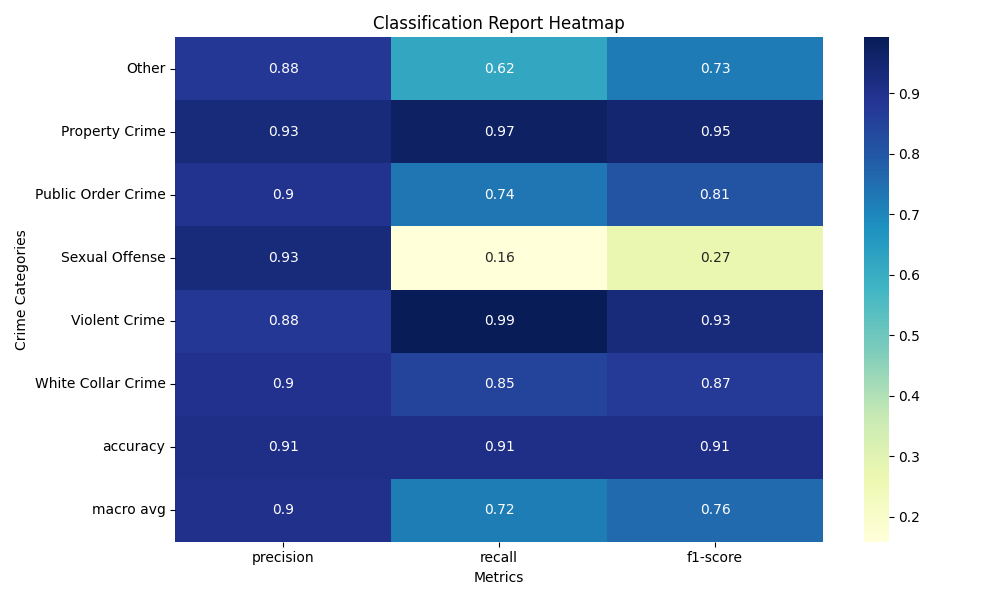 Classification Report Heatmap
Crime Categories
Other 0.88 0.62 0.73
Property Crime 0.93 0.97 0.95
Public Order Crime 0.9 0.74 0.81
Sexual Offense 0.93 0.16 0.27
Violent Crime 0.88 0.99 0.93
White Collar Crime 0.9 0.85 0.87
accuracy 0.91 0.91 0.91
macro avg 0.9 0.72 0.76
precision recall f1-score
Metrics
0.9
0.8
0.7
0.6
0.5
0.4
0.3
0.2